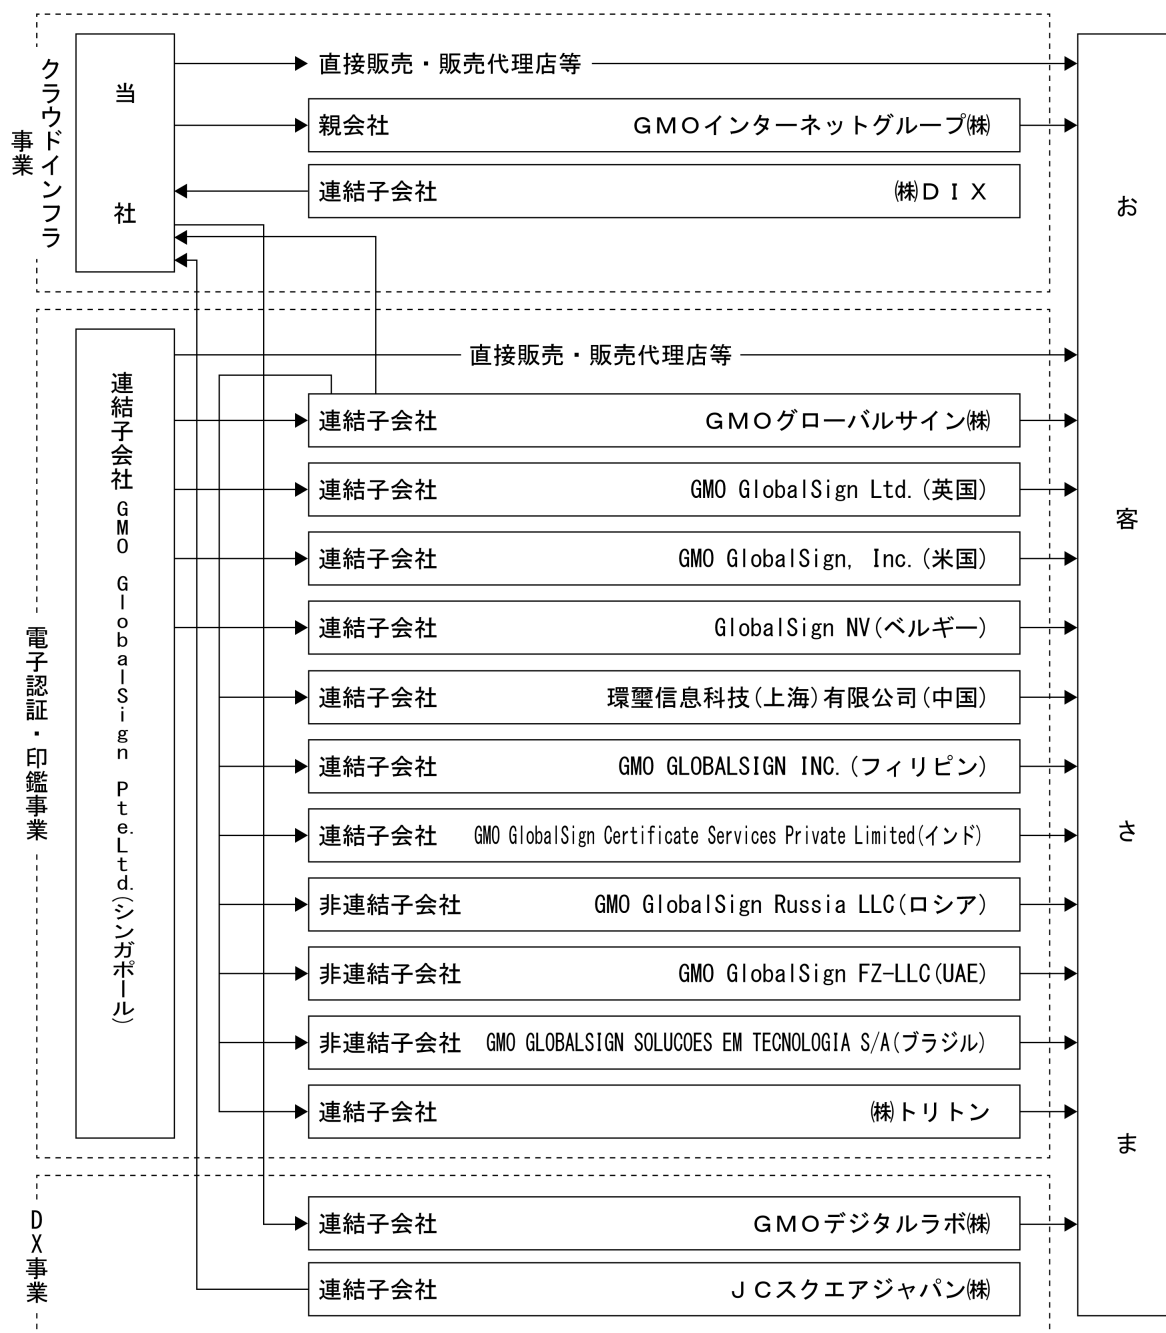 クラウドインフラ
事業
当社
直接販売・販売代理店等
親会社 GMOインターネットグループ㈱
連結子会社 ㈱DIX
電子認証・印鑑事業
連結子会社 GMO GlobalSign Pte.Ltd.(シンガポール)
直接販売・販売代理店等
連結子会社 GMOグローバルサイン㈱
連結子会社 GMO GlobalSign Ltd.(英国)
連結子会社 GMO GlobalSign, Inc.(米国)
連結子会社 GlobalSign NV(ベルギー)
連結子会社 環璽信息科技(上海)有限公司(中国)
連結子会社 GMO GLOBALSIGN INC.(フィリピン)
連結子会社 GMO GlobalSign Certificate Services Private Limited(インド)
非連結子会社 GMO GlobalSign Russia LLC(ロシア)
非連結子会社 GMO GlobalSign FZ-LLC(UAE)
非連結子会社 GMO GLOBALSIGN SOLUCOES EM TECNOLOGIA S/A(ブラジル)
連結子会社 ㈱トリトン
DX事業
連結子会社 GMOデジタルラボ㈱
連結子会社 JCスクエアジャパン㈱
お客さま